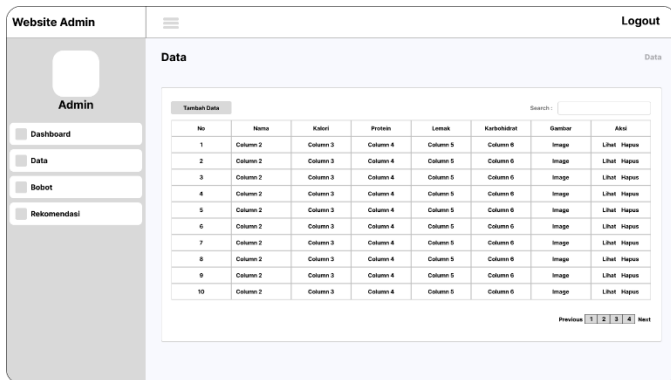 Website Admin Logout
Data Data
Admin
Dashboard
Data
Bobot
Rekomendasi
Tambah Data Search :
No Nama Kalori Protein Lemak Karbohidrat Gambar Aksi
1 Column 2 Column 3 Column 4 Column 5 Column 6 Image Lihat Hapus
2 Column 2 Column 3 Column 4 Column 5 Column 6 Image Lihat Hapus
3 Column 2 Column 3 Column 4 Column 5 Column 6 Image Lihat Hapus
4 Column 2 Column 3 Column 4 Column 5 Column 6 Image Lihat Hapus
5 Column 2 Column 3 Column 4 Column 5 Column 6 Image Lihat Hapus
6 Column 2 Column 3 Column 4 Column 5 Column 6 Image Lihat Hapus
7 Column 2 Column 3 Column 4 Column 5 Column 6 Image Lihat Hapus
8 Column 2 Column 3 Column 4 Column 5 Column 6 Image Lihat Hapus
9 Column 2 Column 3 Column 4 Column 5 Column 6 Image Lihat Hapus
10 Column 2 Column 3 Column 4 Column 5 Column 6 Image Lihat Hapus
Previous 1 2 3 4 Next